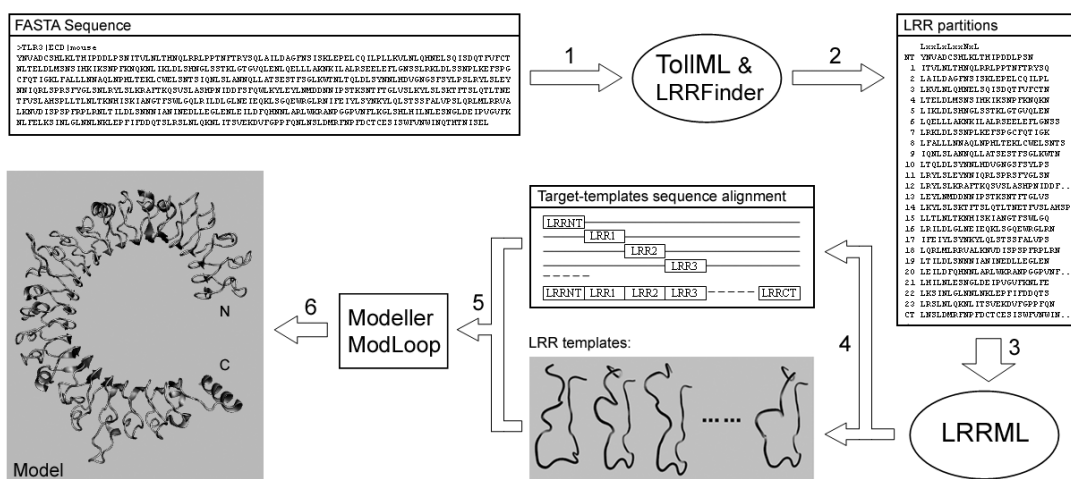 FASTA Sequence
>TLR3|ECD|mouse
1
TollML &
LRRFinder
2
LRR partitions
LxxLxLxxNxL
NT YNVADCSHLKLTHIPDDLPSN
1 ITVLNLTHNQLRRLPPTNFTRYSQ
2 LAILDAGFNSISKLEPELCQILPL
3 LKVLNLQHNELSQISDQTFVFCTN
4 LTELDLMSNSIHKIKSNPFKNQKN
5 LIKLDLSHNGLSSTKLGTGVQLEN
6 LQELLLAKNKILALRSEELEFLGNSS
7 LRKLDLSSNPLKEFSPGCFQTIGK
8 LFALLLNNAQLNPHLTEKLCWELSNTS
9 IQNLSLANNQLLATSESTFSGLKWTN
10 LTQLDLSYNNLHDVGNGSFSYLPS
11 LRYLSLEYNNIQRLSPRSFYGLSN
12 LRYLSLKRAFTKQSVSLASHPNIDDF..
13 LEYLNMDDNNIPSTKSNTFTGLVS
14 LKYLSLSKTFTSLQTLTNETFVSLAHSP
15 LLTLNLTKNHISKIANGTFSWLGQ
16 LRILDLGLNEIEQKLSGQEWRGLRN
17 IFEIYLSYNKYLQLSTSSFALVPS
18 LQRLMLRRVALKNVDISPSPFRPLRN
19 LTILDLSNNNIANINEDLLEGLEN
20 LEILDFQHNNLARLWKRANPGGPVNF..
21 LHILNLESNGLDEIPVGVFKNLFE
22 LKSINLGLNNLNKLEPFIFDDQTS
23 LRSLNLQKNLITSVEKDVFGPPFQN
CT LNSLDMRFNPFDCTCESISWFVNWIN..
3
LRRML
4
Target-templates sequence alignment
LRRNT
LRR1
LRR2
LRR3
LRRNT LRR1 LRR2 LRR3 LRRCT
LRR templates:
5
Modeller
ModLoop
6
N
C
Model